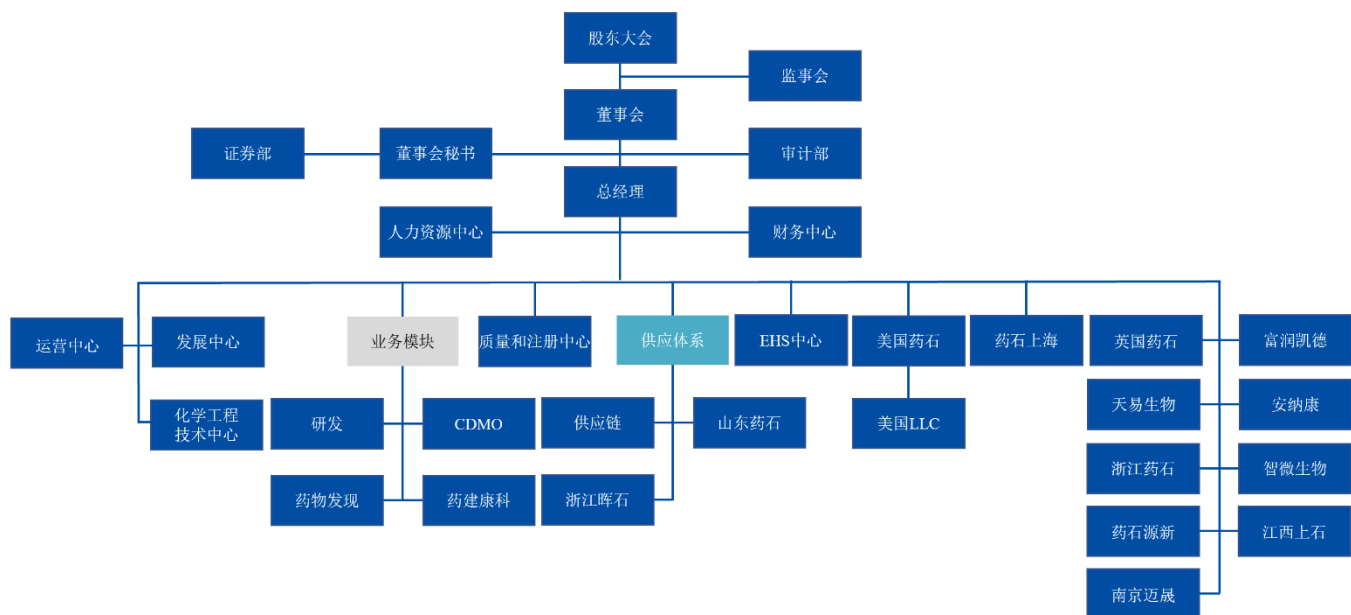 股东大会
监事会
董事会
证券部
董事会秘书
审计部
总经理
人力资源中心
财务中心
运营中心
发展中心
业务模块
质量和注册中心
供应体系
EHS中心
美国药石
药石上海
英国药石
富润凯德
化学工程
技术中心
研发
CDMO
供应链
山东药石
美国LLC
天易生物
安纳康
药物发现
药建康科
浙江晖石
浙江药石
智微生物
药石源新
江西上石
南京迈晟